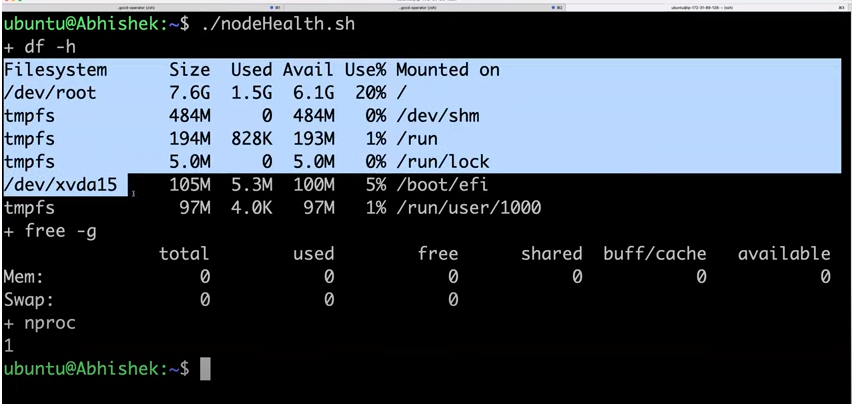 ubuntu@Abhishek:~$ ./nodeHealth.sh
+ df -h
Filesystem      Size  Used Avail Use% Mounted on
/dev/root       7.6G  1.5G  6.1G  20% /
tmpfs           484M     0  484M   0% /dev/shm
tmpfs           194M  828K  193M   1% /run
tmpfs           5.0M     0  5.0M   0% /run/lock
/dev/xvda15     105M  5.3M  100M   5% /boot/efi
tmpfs            97M  4.0K   97M   1% /run/user/1000
+ free -g
               total        used        free      shared  buff/cache   available
Mem:               0           0           0           0           0           0
Swap:              0           0           0
+ nproc
1
ubuntu@Abhishek:~$